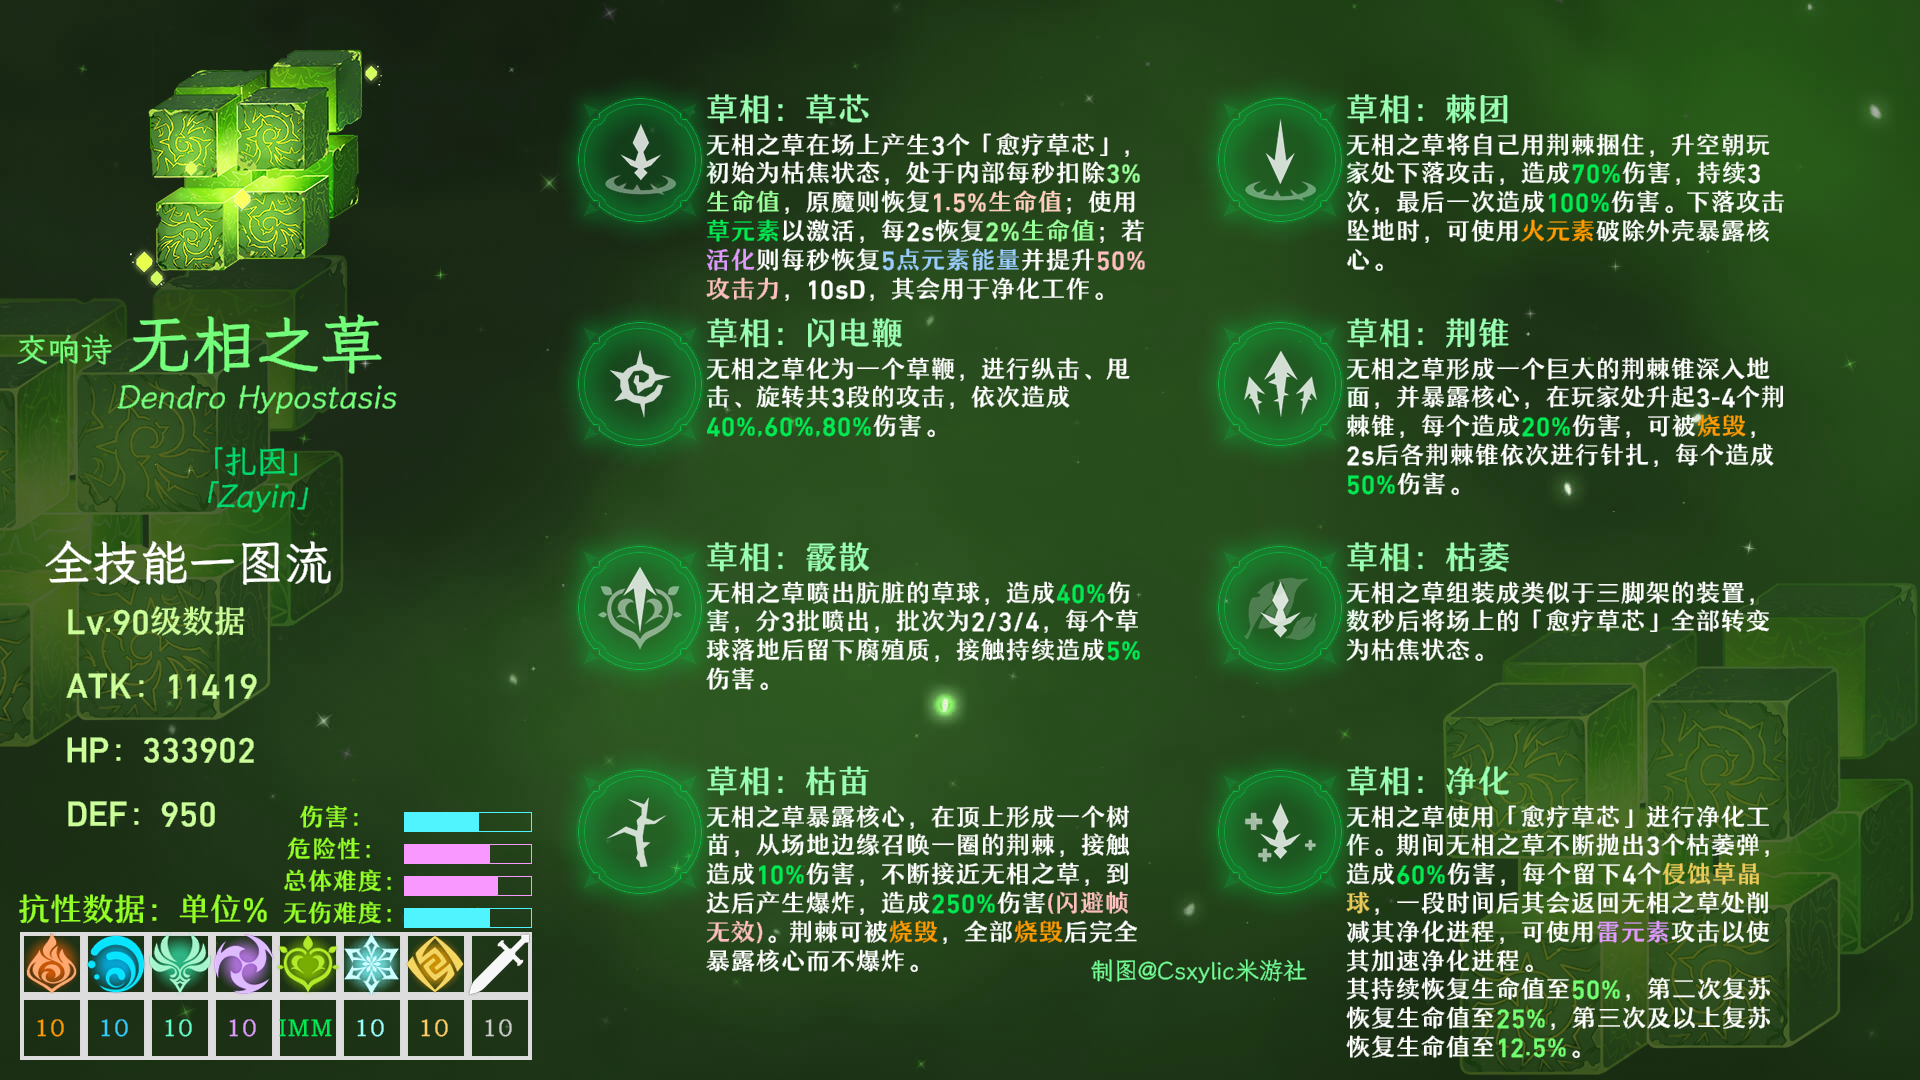 交响诗 无相之草
Dendro Hypostasis
「扎因」
「Zayin」
全技能一图流
Lv.90级数据
ATK：11419
HP：333902
DEF：950
伤害：
危险性：
总体难度：
无伤难度：
抗性数据：单位%
10 10 10 10 IMM 10 10 10
草相：草芯
无相之草在场上产生3个「愈疗草芯」，
初始为枯焦状态，处于内部每秒扣除3%
生命值，原魔则恢复1.5%生命值；使用
草元素以激活，每2s恢复2%生命值；若
活化则每秒恢复5点元素能量并提升50%
攻击力，10sD，其会用于净化工作。
草相：闪电鞭
无相之草化为一个草鞭，进行纵击、甩
击、旋转共3段的攻击，依次造成
40%,60%,80%伤害。
草相：霰散
无相之草喷出肮脏的草球，造成40%伤
害，分3批喷出，批次为2/3/4，每个草
球落地后留下腐殖质，接触持续造成5%
伤害。
草相：枯苗
无相之草暴露核心，在顶上形成一个树
苗，从场地边缘召唤一圈的荆棘，接触
造成10%伤害，不断接近无相之草，到
达后产生爆炸，造成250%伤害(闪避帧
无效)。荆棘可被烧毁，全部烧毁后完全
暴露核心而不爆炸。
草相：棘团
无相之草将自己用荆棘捆住，升空朝玩
家处下落攻击，造成70%伤害，持续3
次，最后一次造成100%伤害。下落攻击
坠地时，可使用火元素破除外壳暴露核
心。
草相：荆锥
无相之草形成一个巨大的荆棘锥深入地
面，并暴露核心，在玩家处升起3-4个荆
棘锥，每个造成20%伤害，可被烧毁，
2s后各荆棘锥依次进行针扎，每个造成
50%伤害。
草相：枯萎
无相之草组装成类似于三脚架的装置，
数秒后将场上的「愈疗草芯」全部转变
为枯焦状态。
草相：净化
无相之草使用「愈疗草芯」进行净化工
作。期间无相之草不断抛出3个枯萎弹，
造成60%伤害，每个留下4个侵蚀草晶
球，一段时间后其会返回无相之草处削
减其净化进程，可使用雷元素攻击以使
其加速净化进程。
其持续恢复生命值至50%，第二次复苏
恢复生命值至25%，第三次及以上复苏
恢复生命值至12.5%。
制图@Csxylic米游社